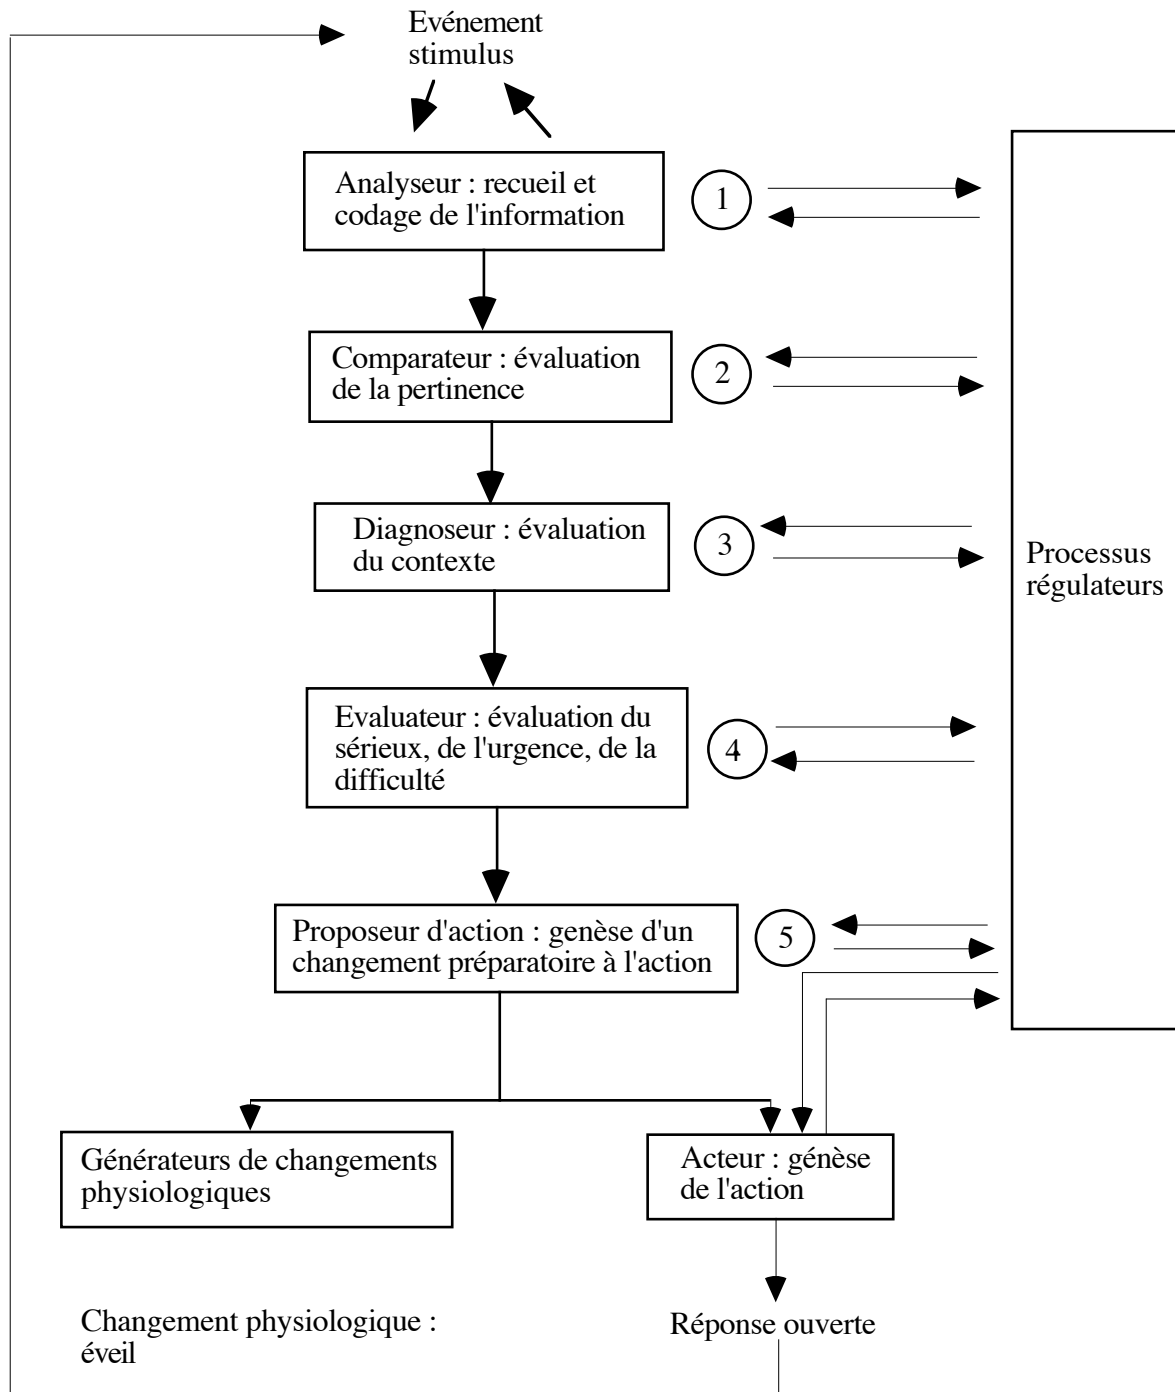 Evénement
stimulus
Analyseur : recueil et
codage de l'information
1
Comparateur : évaluation
de la pertinence
2
Diagnoseur : évaluation
du contexte
3
Processus
régulateurs
Evaluateur : évaluation du
sérieux, de l'urgence, de la
difficulté
4
Proposeur d'action : genèse d'un
changement préparatoire à l'action
5
Générateurs de changements
physiologiques
Acteur : génèse
de l'action
Changement physiologique :
éveil
Réponse ouverte